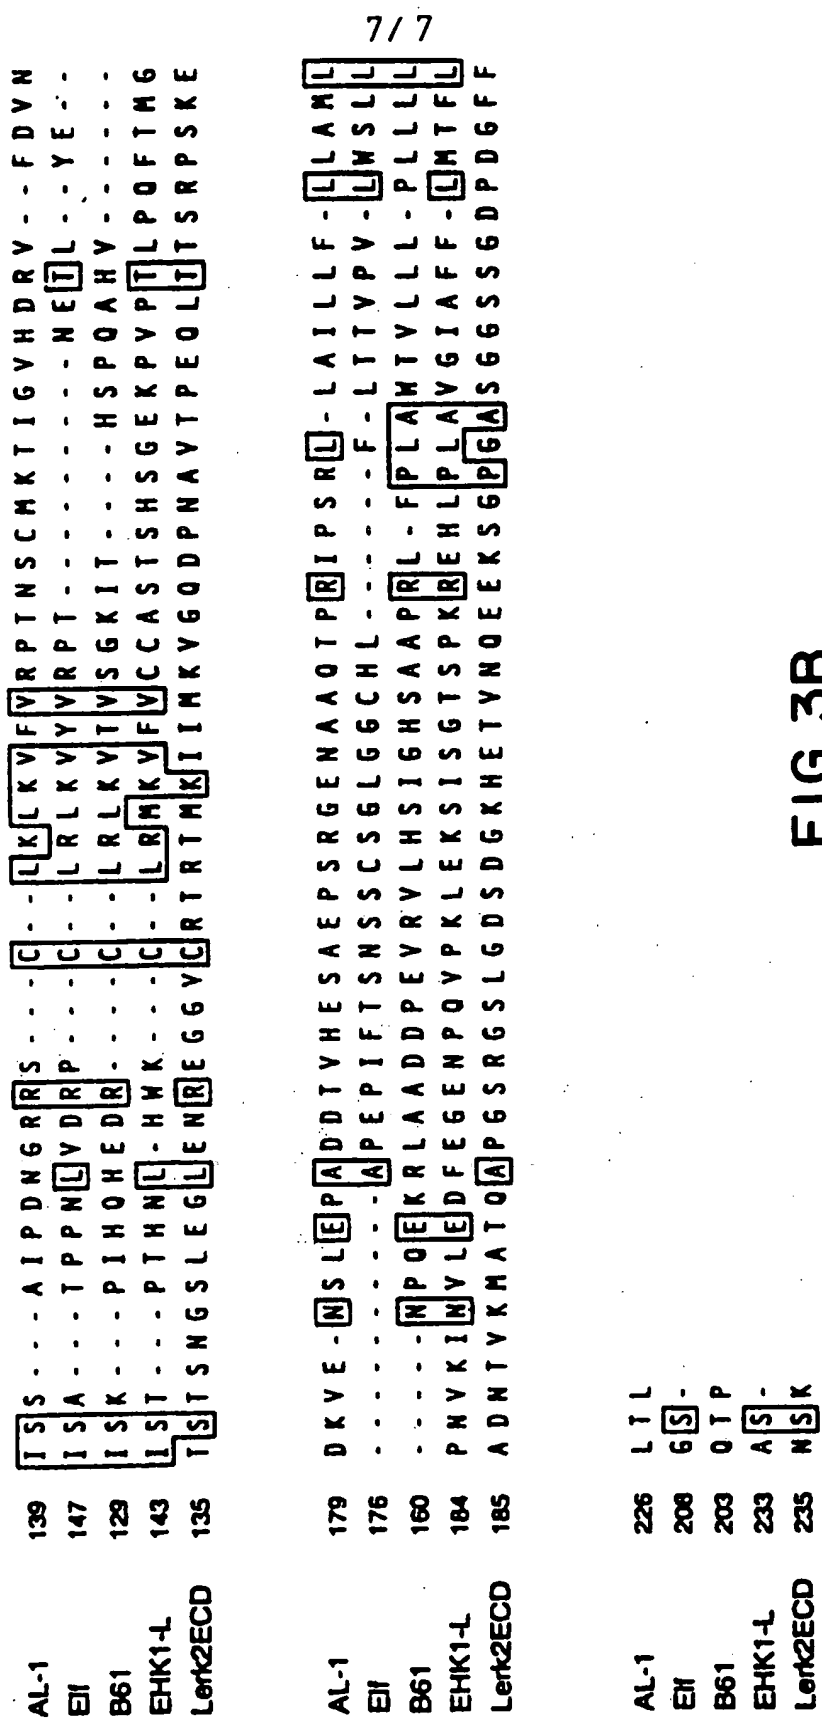 7/7
AL-1 139 ISS---AIPDNGRRS---C--LKLKVFVRPTNSCMKTIGVHDRV--FDVN
Elf 147 ISA---TPPNLVDRP---C--LRLKVYVRPT---------NETL--YE--
B61 129 ISK---PIHQHEDR----C--LRLKVTVSGKIT----HSPQAHV------
EHK1-L 143 IST---PTHNL-HWK---C--LRMKVFVCCASTSHSGEKPVPTLPQFTMG
Lerk2ECD 135 TSTSNGSLEGLENREGGVCRTRTMKIIMKVGQDPNAVTPEQLTTSRPSKE
AL-1 179 DKVE-NSLEPADDTVHESAEPSRGENAAQTPRIPSRL-LAILLF-LLAML
Elf 176 ----------APEPIFTSNSSCSGLGGCHL------F-LTTVPV-LWSLL
B61 160 -----NPQEKRLAADDPEVRVLHSIGHSAAPRL-FPLAWTVLLL-PLLLL
EHK1-L 184 PNVKINVLEDFEGENPQVPKLEKSISGTSPKREHLPLAVGIAFF-LMTFL
Lerk2ECD 185 ADNTVKMATQAPGSRGSLGDSDGKHETVNQEEKSGPGASGGSSGDPDGFF
AL-1 226 LTL
Elf 208 GS-
B61 203 QTP
EHK1-L 233 AS-
Lerk2ECD 235 NSK
FIG. 3B